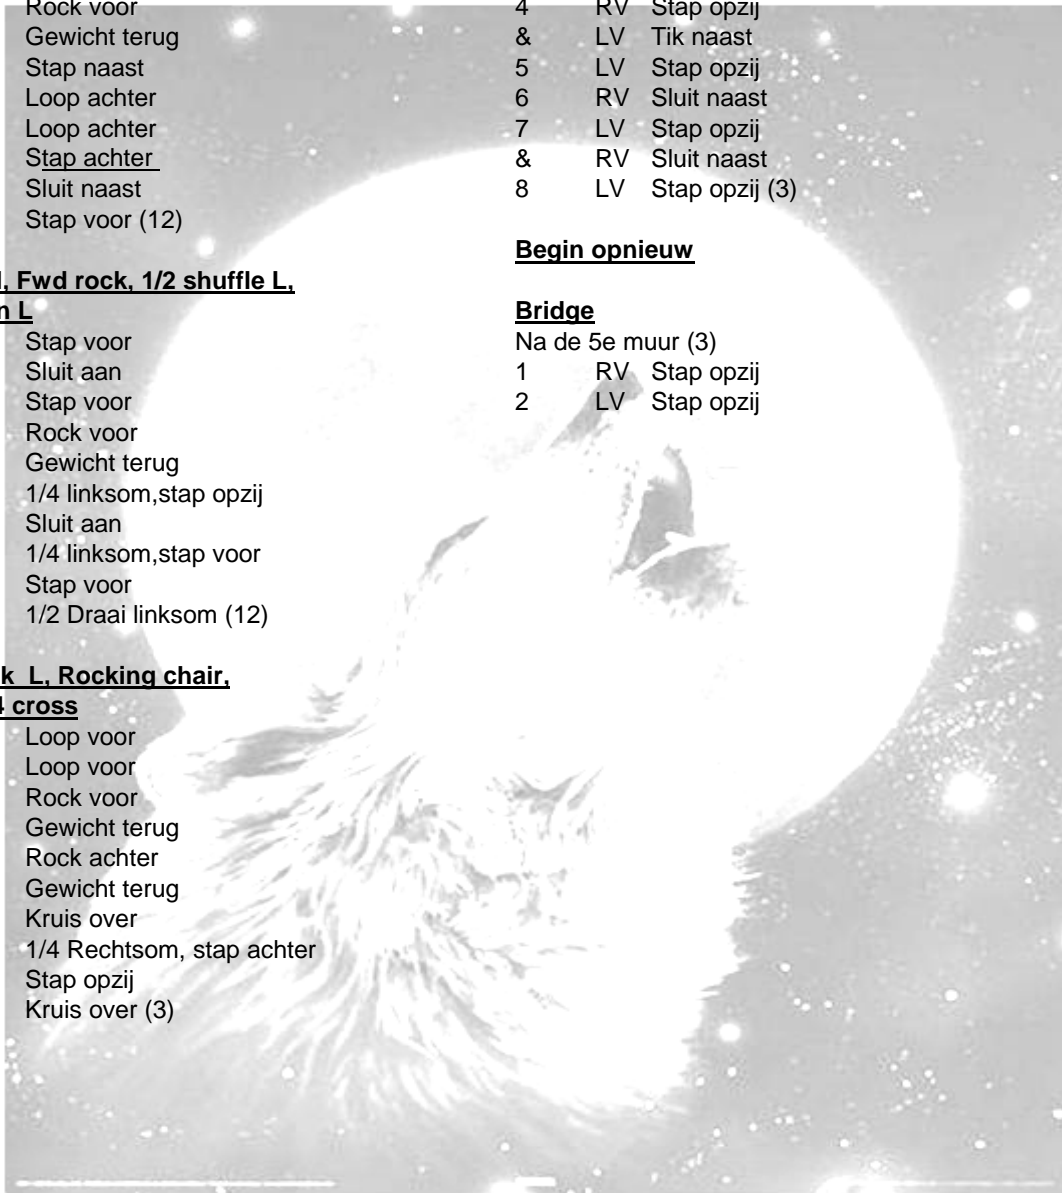 Rock voor
Gewicht terug
Stap naast
Loop achter
Loop achter
Stap achter
Sluit naast
Stap voor (12)
Fwd rock, 1/2 shuffle L,
L
Stap voor
Sluit aan
Stap voor
Rock voor
Gewicht terug
1/4 linksom,stap opzij
Sluit aan
1/4 linksom,stap voor
Stap voor
1/2 Draai linksom (12)
L, Rocking chair,
cross
Loop voor
Loop voor
Rock voor
Gewicht terug
Rock achter
Gewicht terug
Kruis over
1/4 Rechtsom, stap achter
Stap opzij
Kruis over (3)
4 RV Stap opzij
& LV Tik naast
5 LV Stap opzij
6 RV Sluit naast
7 LV Stap opzij
& RV Sluit naast
8 LV Stap opzij (3)
Begin opnieuw
Bridge
Na de 5e muur (3)
1 RV Stap opzij
2 LV Stap opzij